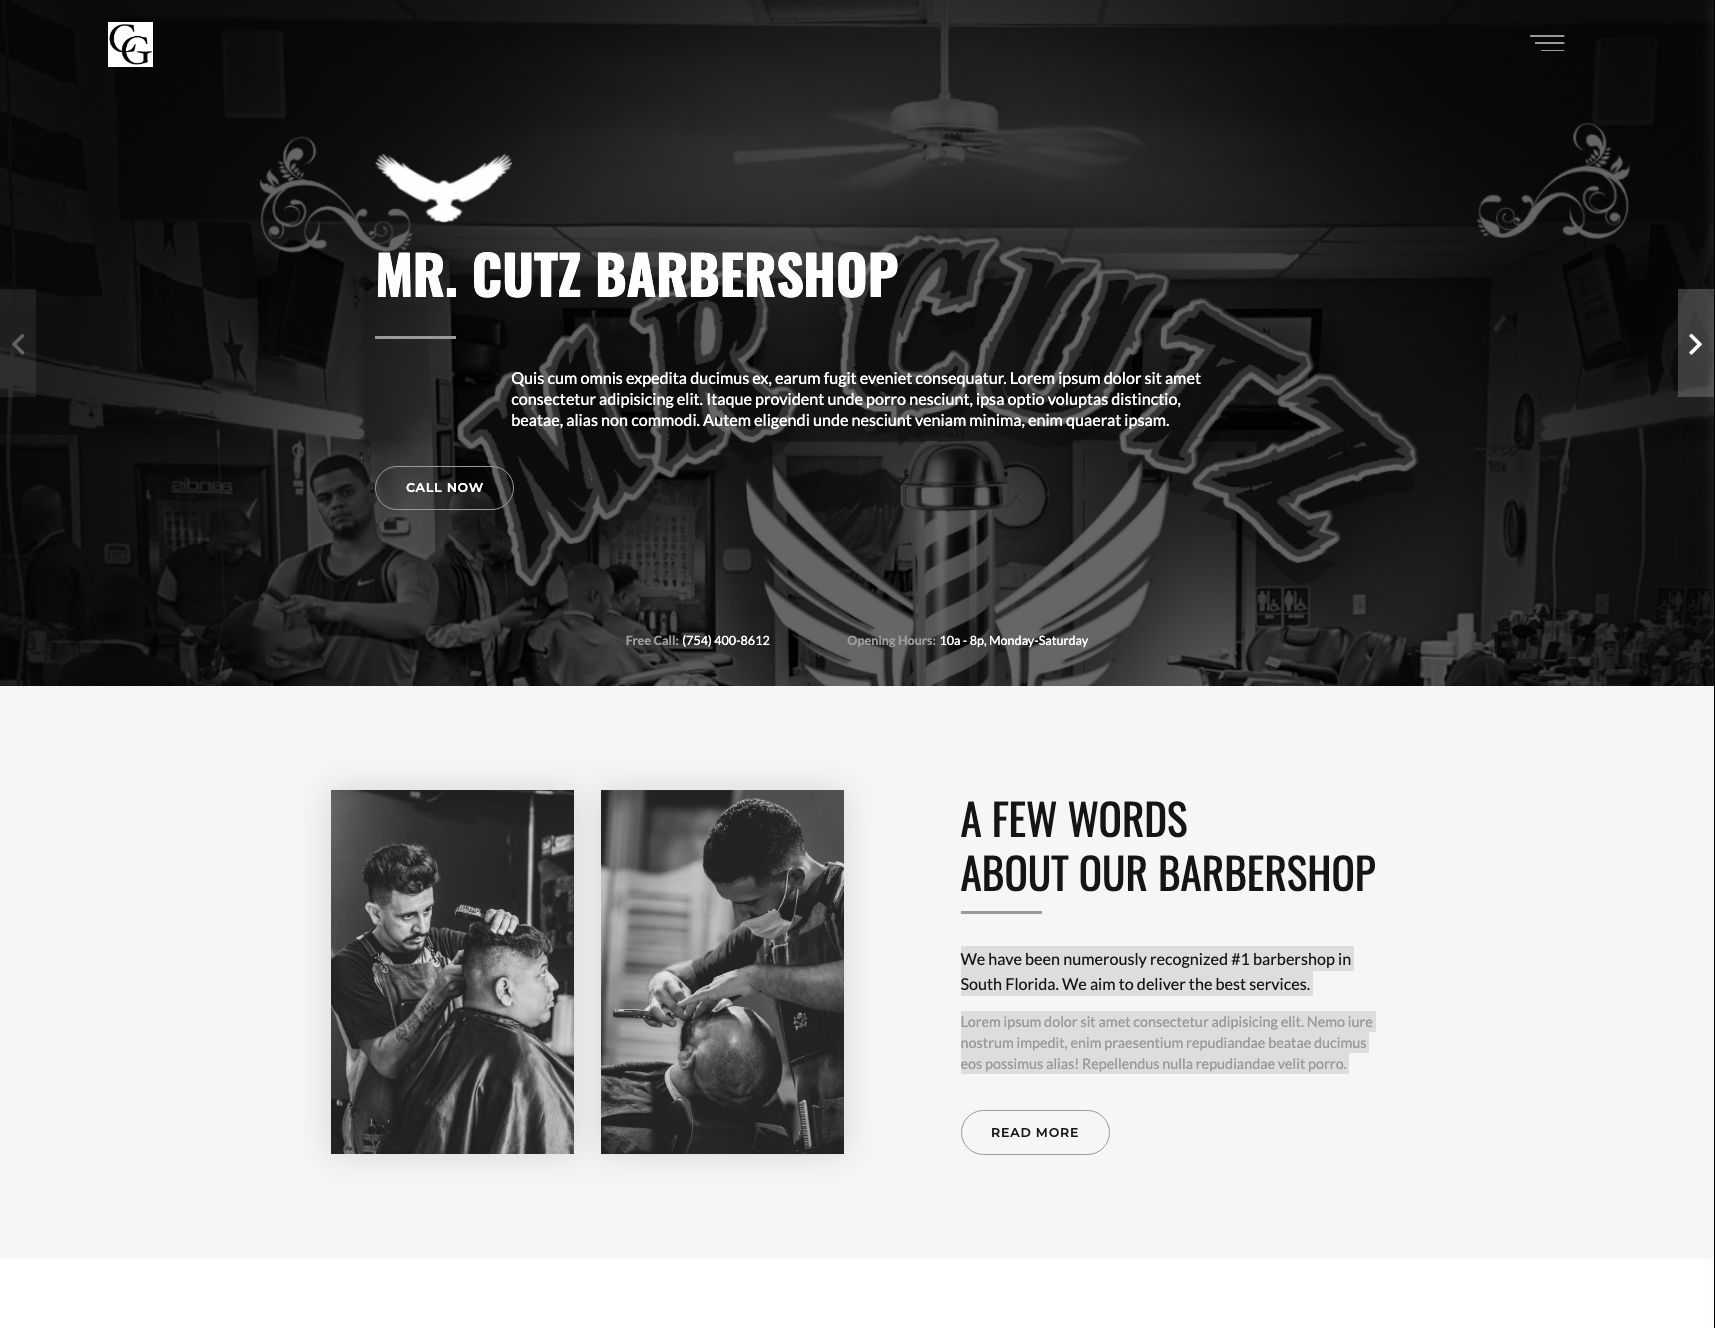 CG
MR. CUTZ BARBERSHOP
MR CUTZ
Quis cum omnis expedita ducimus ex, earum fugit eveniet consequatur. Lorem ipsum dolor sit amet
consectetur adipisicing elit. Itaque provident unde porro nesciunt, ipsa optio voluptas distinctio,
beatae, alias non commodi. Autem eligendi unde nesciunt veniam minima, enim quaerat ipsam.
CALL NOW
Free Call: (754) 400-8612 Opening Hours: 10a - 8p, Monday-Saturday
A FEW WORDS
ABOUT OUR BARBERSHOP
We have been numerously recognized #1 barbershop in
South Florida. We aim to deliver the best services.
Lorem ipsum dolor sit amet consectetur adipisicing elit. Nemo iure
nostrum impedit, enim praesentium repudiandae beatae ducimus
eos possimus alias! Repellendus nulla repudiandae velit porro.
READ MORE